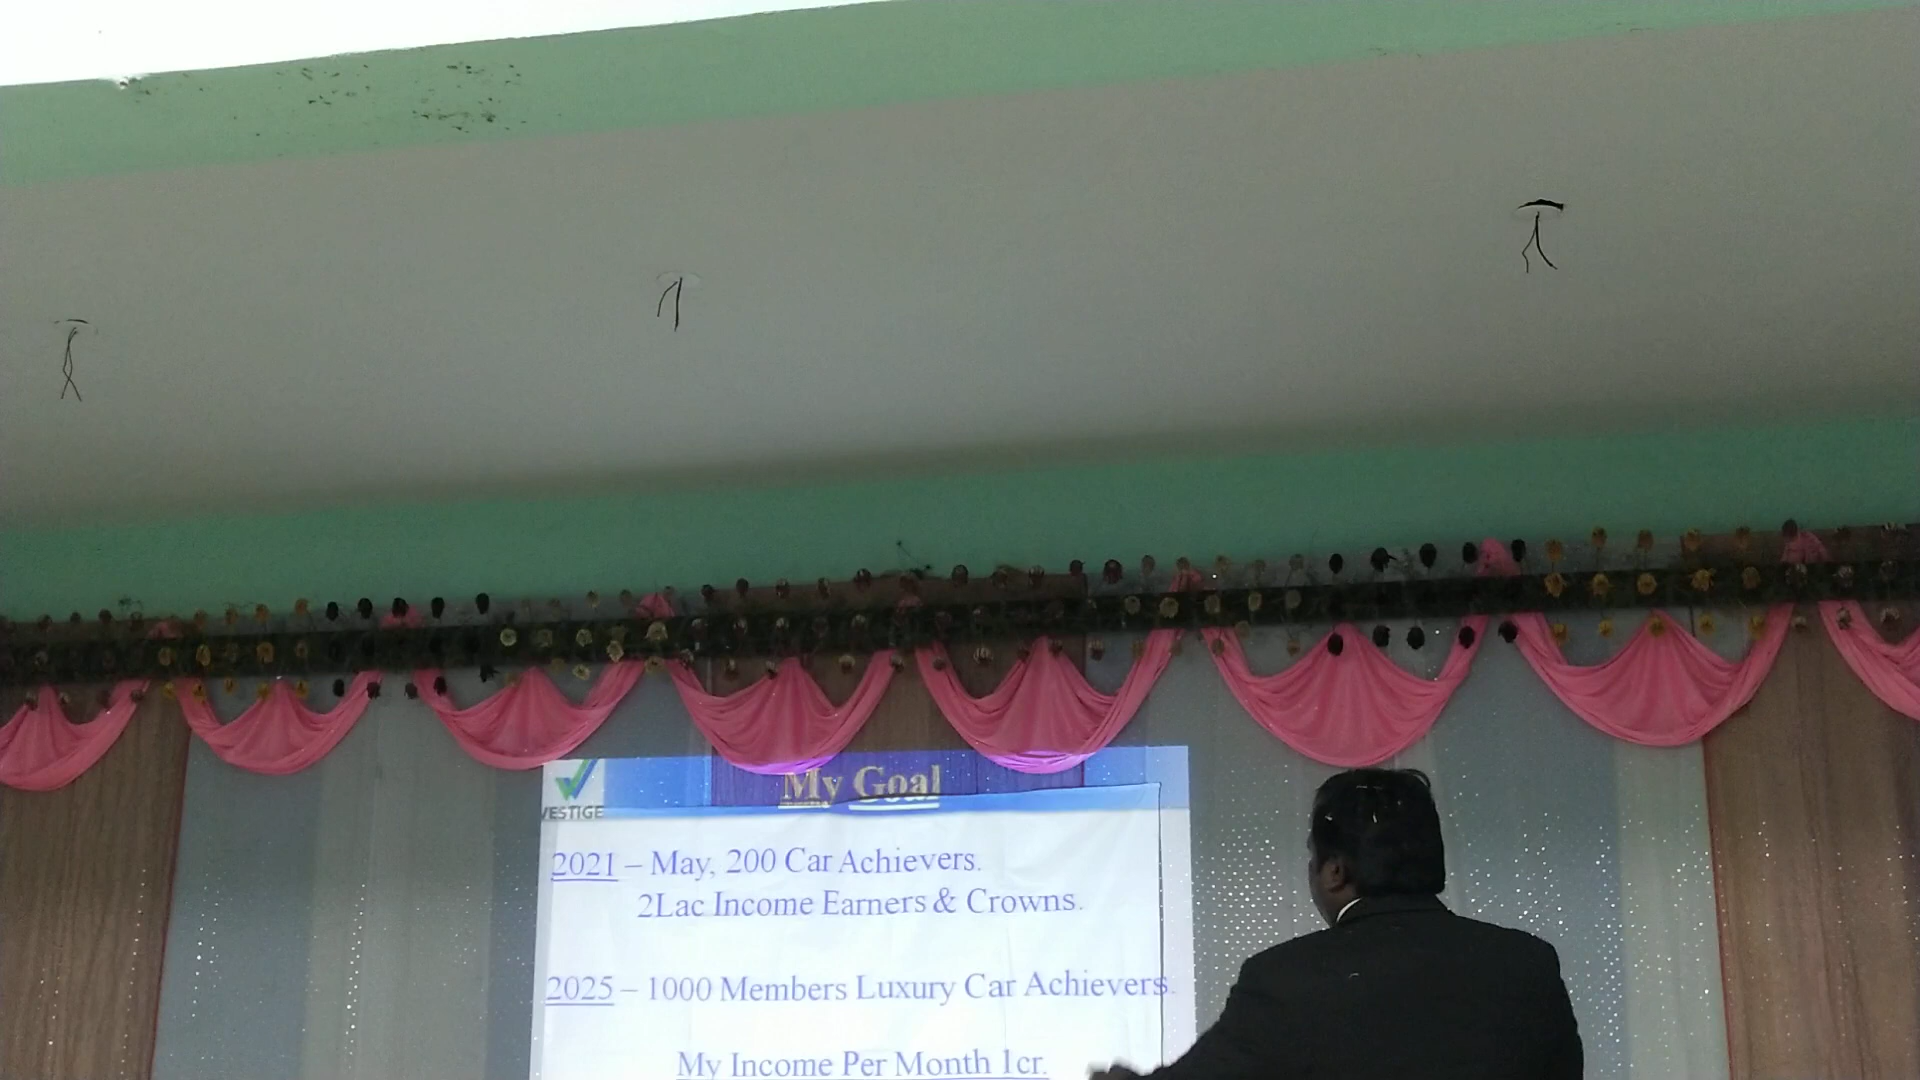 My Goal
VESTIGE
2021 – May, 200 Car Achievers.
2Lac Income Earners & Crowns.
2025 – 1000 Members Luxury Car Achievers.
My Income Per Month 1cr.